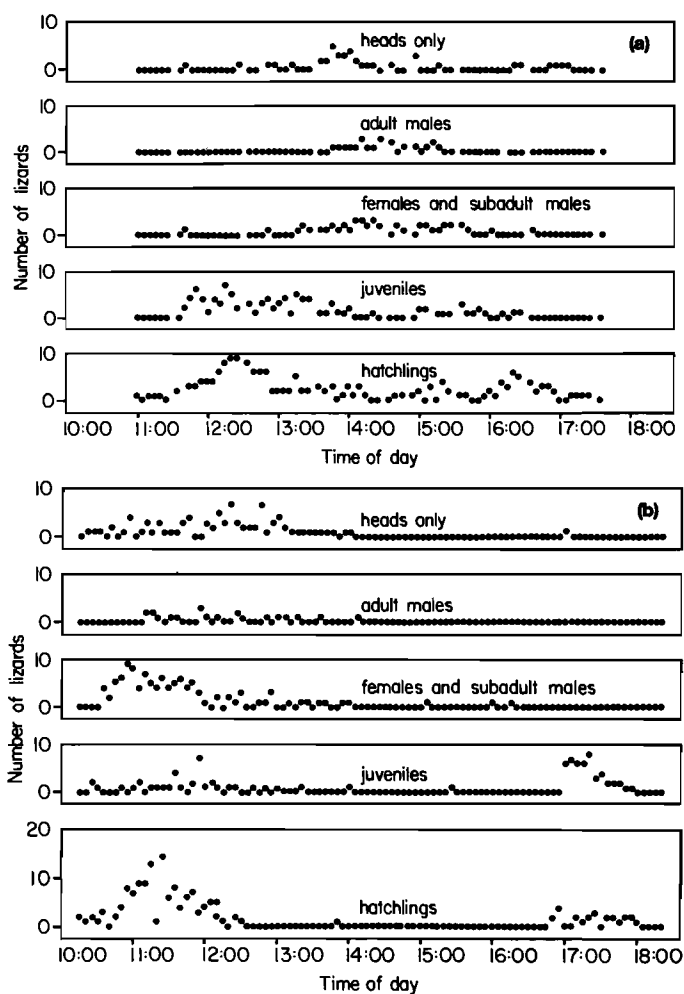 10
heads only
(a)
0
10
adult males
0
10
females and subadult males
0
10
juveniles
0
10
hatchlings
0
Number of lizards
10:00 11:00 12:00 13:00 14:00 15:00 16:00 17:00 18:00
Time of day
10
heads only
(b)
0
10
adult males
0
10
females and subadult males
0
10
juveniles
0
20
10
hatchlings
0
Number of lizards
10:00 11:00 12:00 13:00 14:00 15:00 16:00 17:00 18:00
Time of day